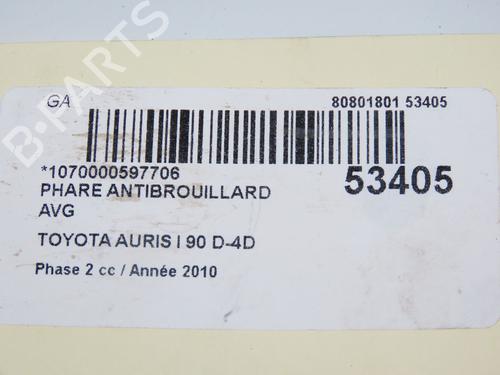 GA
80801801 53405
*1070000597706
53405
PHARE ANTIBROUILLARD
AVG
TOYOTA AURIS I 90 D-4D
Phase 2 cc / Année 2010
B-PARTS